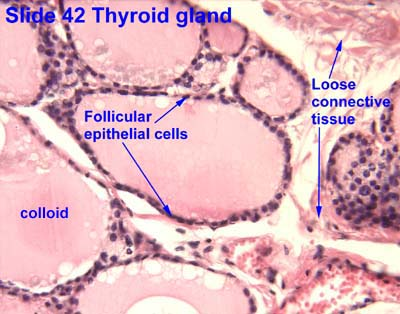 Slide 42 Thyroid gland
Follicular
epithelial cells
Loose
connective
tissue
colloid